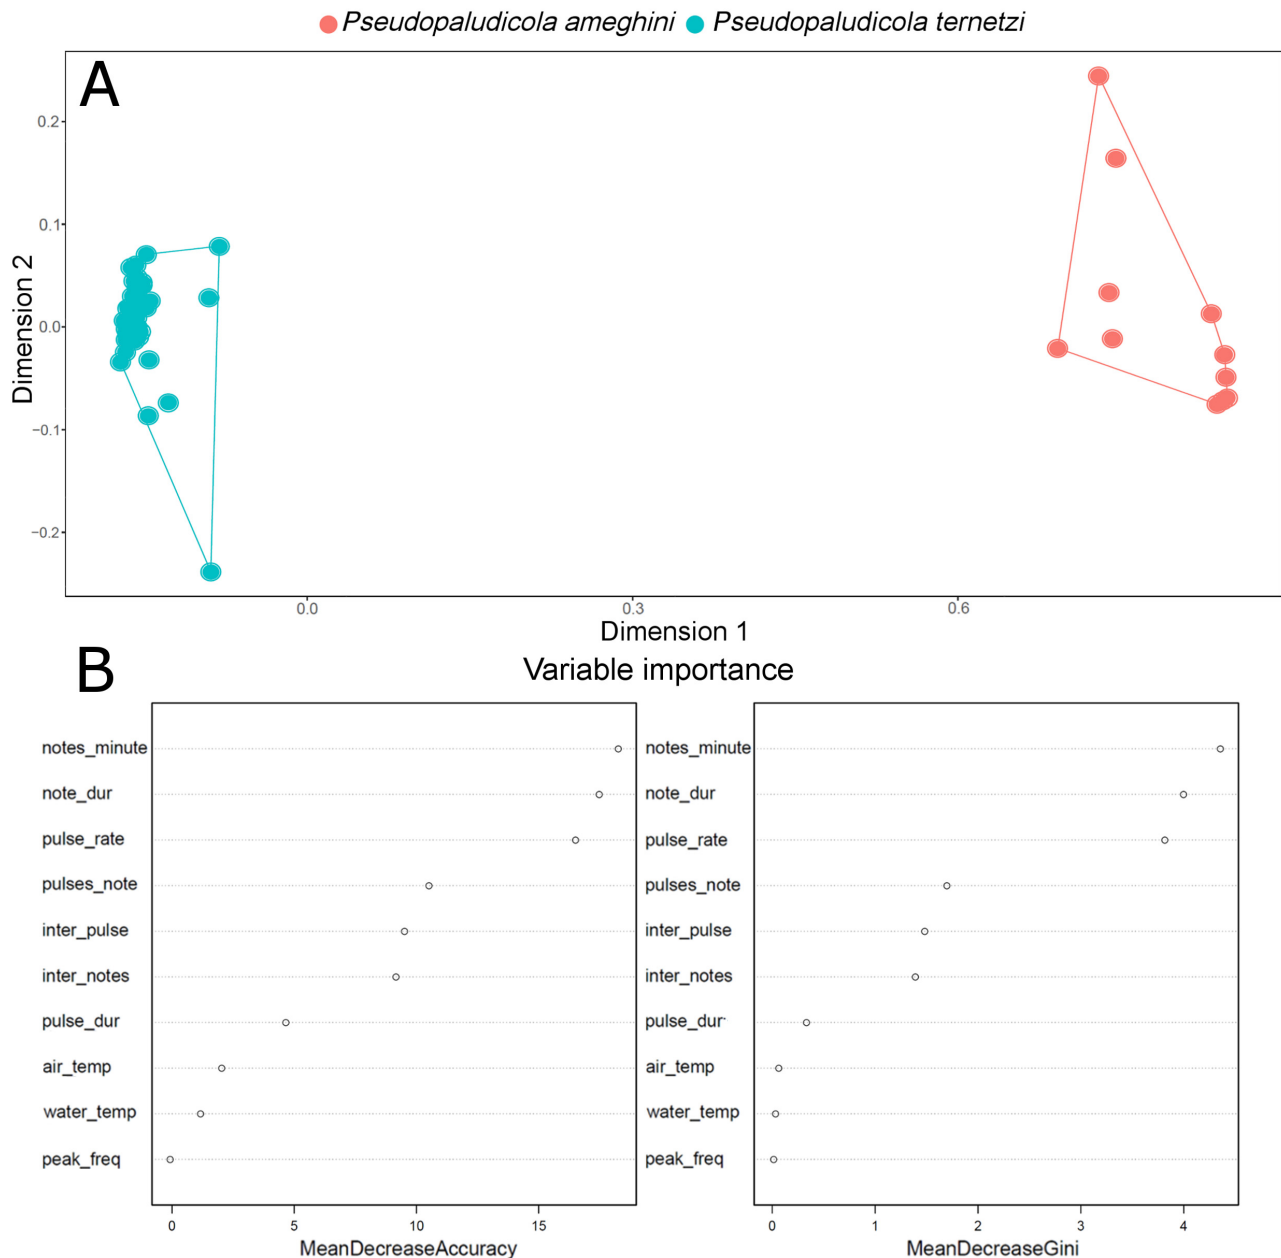 Pseudopaludicola ameghini Pseudopaludicola ternetzi
A
0.2
0.1
0.0
−0.1
−0.2
Dimension 2
0.0 0.3 0.6
Dimension 1
B
Variable importance
notes_minute
note_dur
pulse_rate
pulses_note
inter_pulse
inter_notes
pulse_dur
air_temp
water_temp
peak_freq
0 5 10 15
MeanDecreaseAccuracy
notes_minute
note_dur
pulse_rate
pulses_note
inter_pulse
inter_notes
pulse_dur
air_temp
water_temp
peak_freq
0 1 2 3 4
MeanDecreaseGini